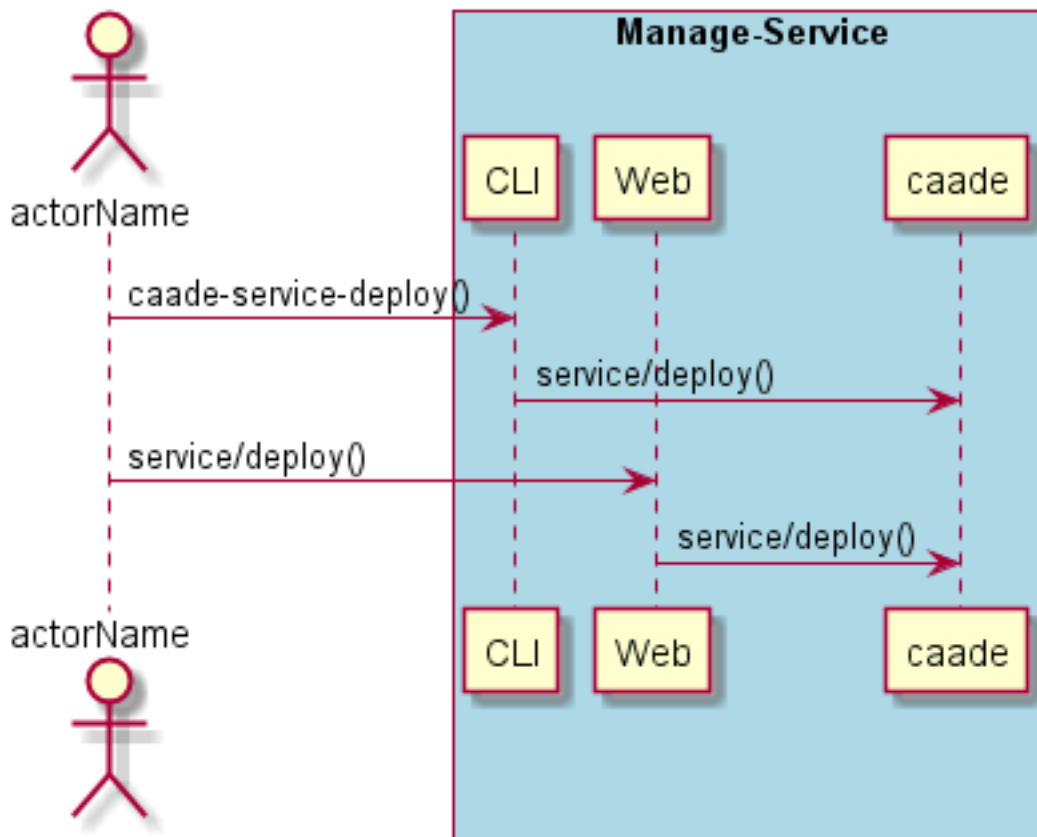 Manage-Service
actorName
CLI
Web
caade
caade-service-deploy()
service/deploy()
service/deploy()
service/deploy()
actorName
CLI
Web
caade